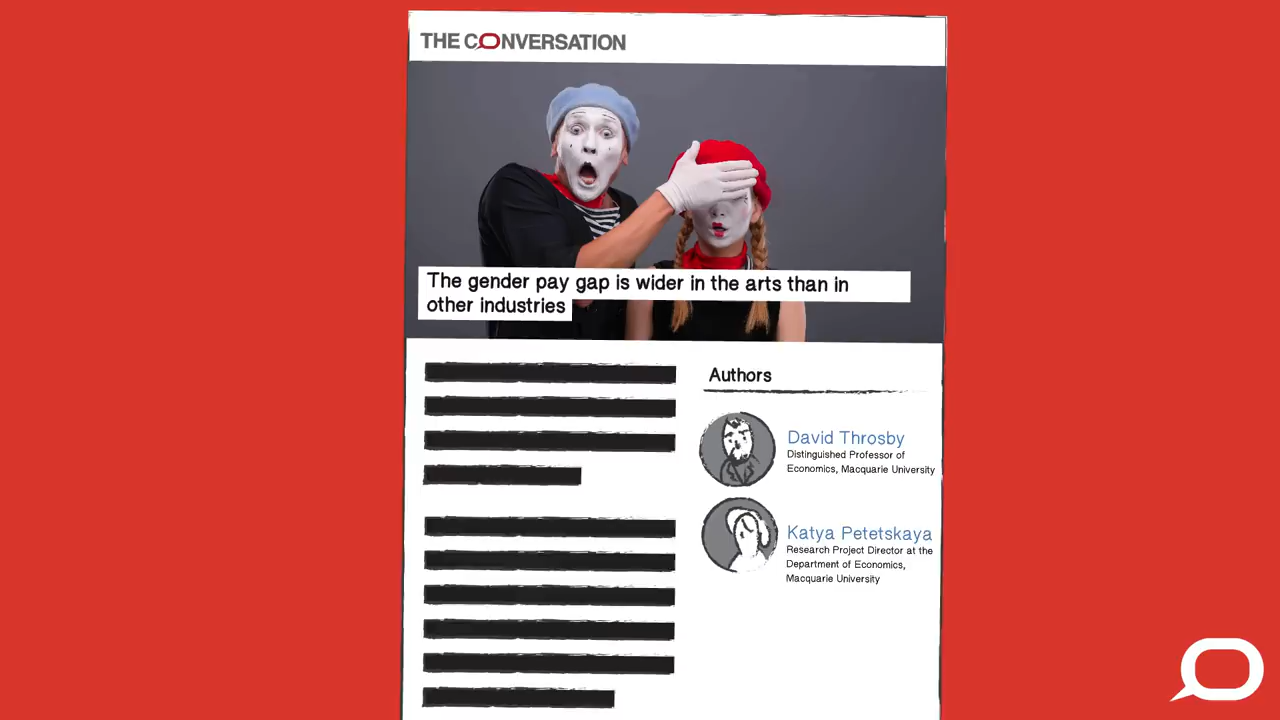 THE CONVERSATION
The gender pay gap is wider in the arts than in
other industries
Authors
David Throsby
Distinguished Professor of
Economics, Macquarie University
Katya Petetskaya
Research Project Director at the
Department of Economics,
Macquarie University